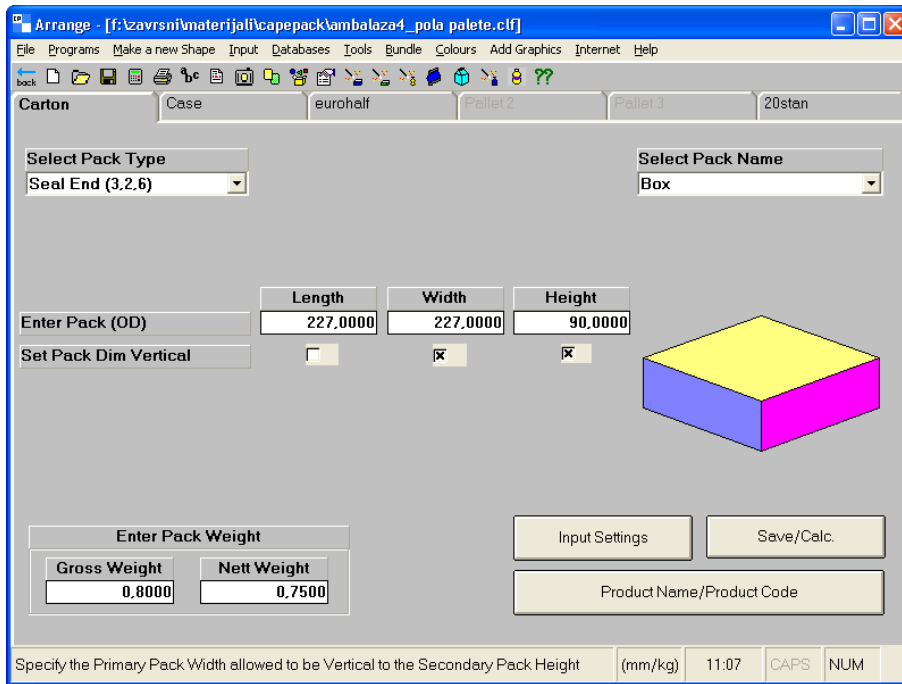 Arrange - [f:\zavrsni\materijali\capepack\ambalaza4_pola palete.clf]
File Programs Make a new Shape Input Databases Tools Bundle Colours Add Graphics Internet Help
back
Carton Case eurohalf Pallet 2 Pallet 3 20stan
Select Pack Type Select Pack Name
Seal End (3,2,6) Box
Length Width Height
Enter Pack (OD) 227,0000 227,0000 90,0000
Set Pack Dim Vertical
Enter Pack Weight
Input Settings Save/Calc.
Gross Weight Nett Weight
0,8000 0,7500
Product Name/Product Code
Specify the Primary Pack Width allowed to be Vertical to the Secondary Pack Height (mm/kg) 11:07 CAPS NUM